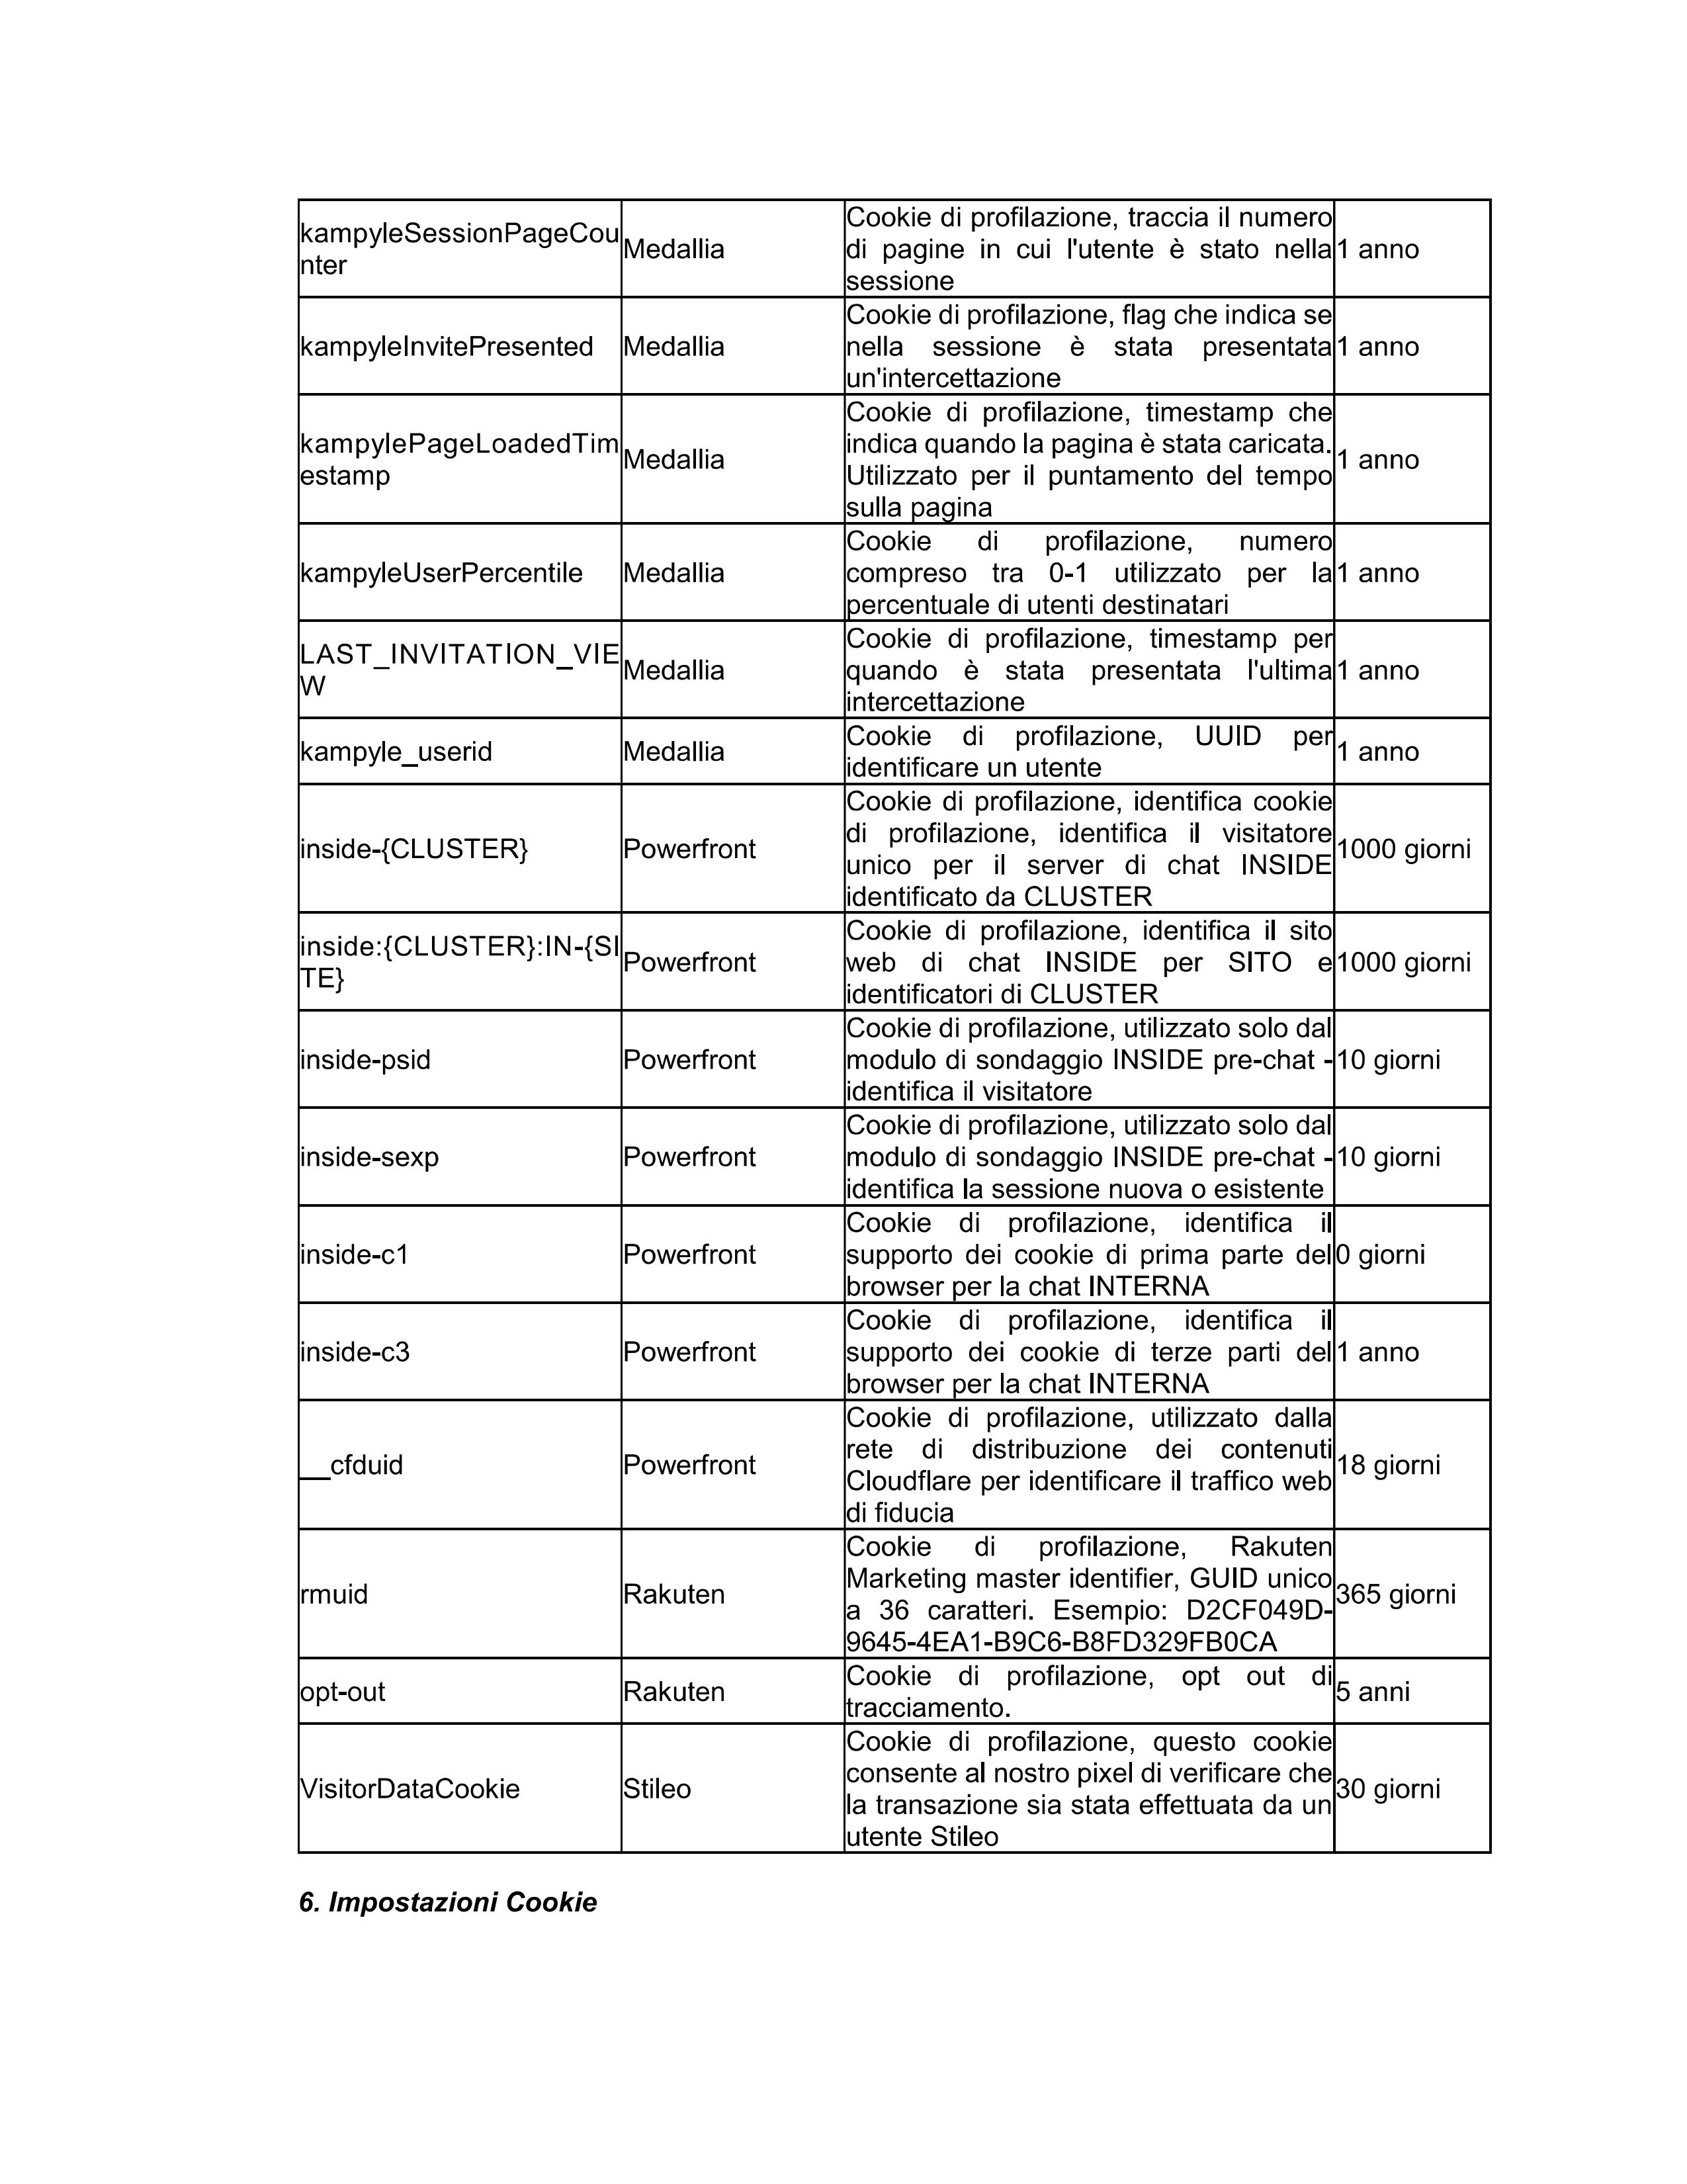 kampyleSessionPageCou
nter
Medallia
Cookie di profilazione, traccia il numero
di pagine in cui l'utente è stato nella
sessione
1 anno
kampyleInvitePresented
Medallia
Cookie di profilazione, flag che indica se
nella sessione è stata presentata
un'intercettazione
1 anno
kampylePageLoadedTim
estamp
Medallia
Cookie di profilazione, timestamp che
indica quando la pagina è stata caricata.
Utilizzato per il puntamento del tempo
sulla pagina
1 anno
kampyleUserPercentile
Medallia
Cookie di profilazione, numero
compreso tra 0-1 utilizzato per la
percentuale di utenti destinatari
1 anno
LAST_INVITATION_VIE
W
Medallia
Cookie di profilazione, timestamp per
quando è stata presentata l'ultima
intercettazione
1 anno
kampyle_userid
Medallia
Cookie di profilazione, UUID per
identificare un utente
1 anno
inside-{CLUSTER}
Powerfront
Cookie di profilazione, identifica cookie
di profilazione, identifica il visitatore
unico per il server di chat INSIDE
identificato da CLUSTER
1000 giorni
inside:{CLUSTER}:IN-{SI
TE}
Powerfront
Cookie di profilazione, identifica il sito
web di chat INSIDE per SITO e
identificatori di CLUSTER
1000 giorni
inside-psid
Powerfront
Cookie di profilazione, utilizzato solo dal
modulo di sondaggio INSIDE pre-chat -
identifica il visitatore
10 giorni
inside-sexp
Powerfront
Cookie di profilazione, utilizzato solo dal
modulo di sondaggio INSIDE pre-chat -
identifica la sessione nuova o esistente
10 giorni
inside-c1
Powerfront
Cookie di profilazione, identifica il
supporto dei cookie di prima parte del
browser per la chat INTERNA
0 giorni
inside-c3
Powerfront
Cookie di profilazione, identifica il
supporto dei cookie di terze parti del
browser per la chat INTERNA
1 anno
__cfduid
Powerfront
Cookie di profilazione, utilizzato dalla
rete di distribuzione dei contenuti
Cloudflare per identificare il traffico web
di fiducia
18 giorni
rmuid
Rakuten
Cookie di profilazione, Rakuten
Marketing master identifier, GUID unico
a 36 caratteri. Esempio: D2CF049D-
9645-4EA1-B9C6-B8FD329FB0CA
365 giorni
opt-out
Rakuten
Cookie di profilazione, opt out di
tracciamento.
5 anni
VisitorDataCookie
Stileo
Cookie di profilazione, questo cookie
consente al nostro pixel di verificare che
la transazione sia stata effettuata da un
utente Stileo
30 giorni
6. Impostazioni Cookie